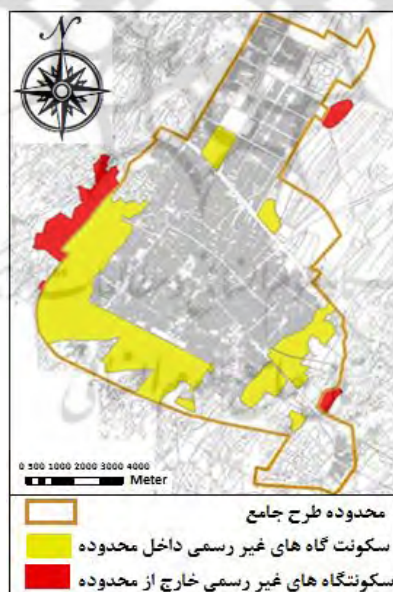 N
0 500 1000 2000 3000 4000
Meter
محدوده طرح جامع
سکونت گاه های غیر رسمی داخل محدوده
سکونتگاه های غیر رسمی خارج از محدوده